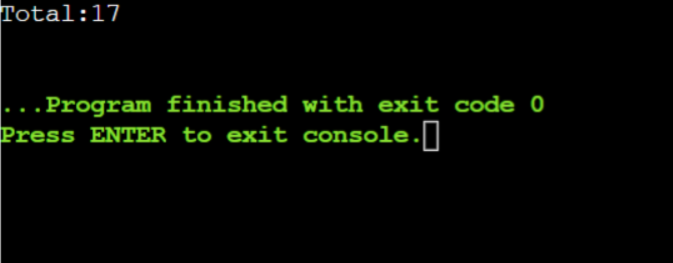 Total:17
...Program finished with exit code 0
Press ENTER to exit console.